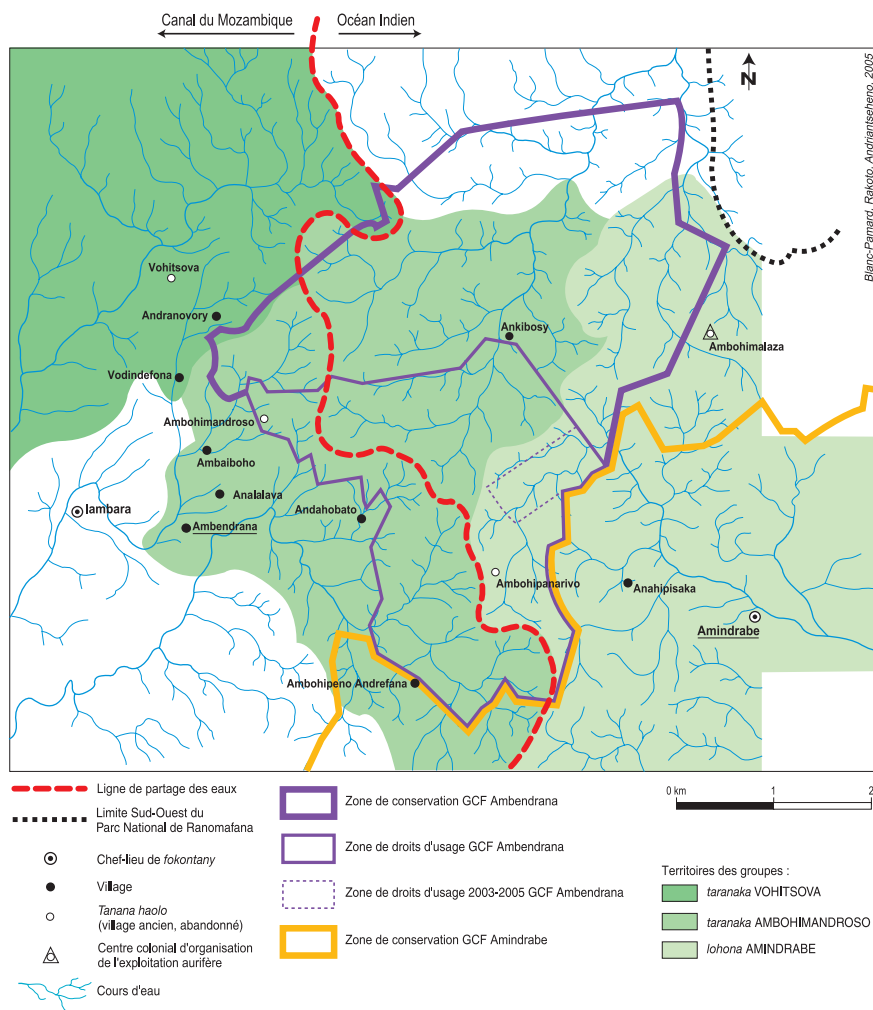 Canal du Mozambique
Océan Indien
N
Blanc-Pamard, Rakoto, Andriantseheno, 2005
Vohitsova
Andranovory
Ankibosy
Ambohimalaza
Vodindefona
Ambohimandroso
Ambaiboho
Analalava
Iambara
Andahobato
Ambendrana
Ambohipanarivo
Anahipisaka
Amindrabe
Ambohipeno Andrefana
Ligne de partage des eaux
Limite Sud-Ouest du
Parc National de Ranomafana
Chef-lieu de fokontany
Village
Tanana haolo
(village ancien, abandonné)
Centre colonial d'organisation
de l'exploitation aurifère
Cours d'eau
Zone de conservation GCF Ambendrana
Zone de droits d'usage GCF Ambendrana
Zone de droits d'usage 2003-2005 GCF Ambendrana
Zone de conservation GCF Amindrabe
0 km 1 2
Territoires des groupes :
taranaka VOHITSOVA
taranaka AMBOHIMANDROSO
lohona AMINDRABE